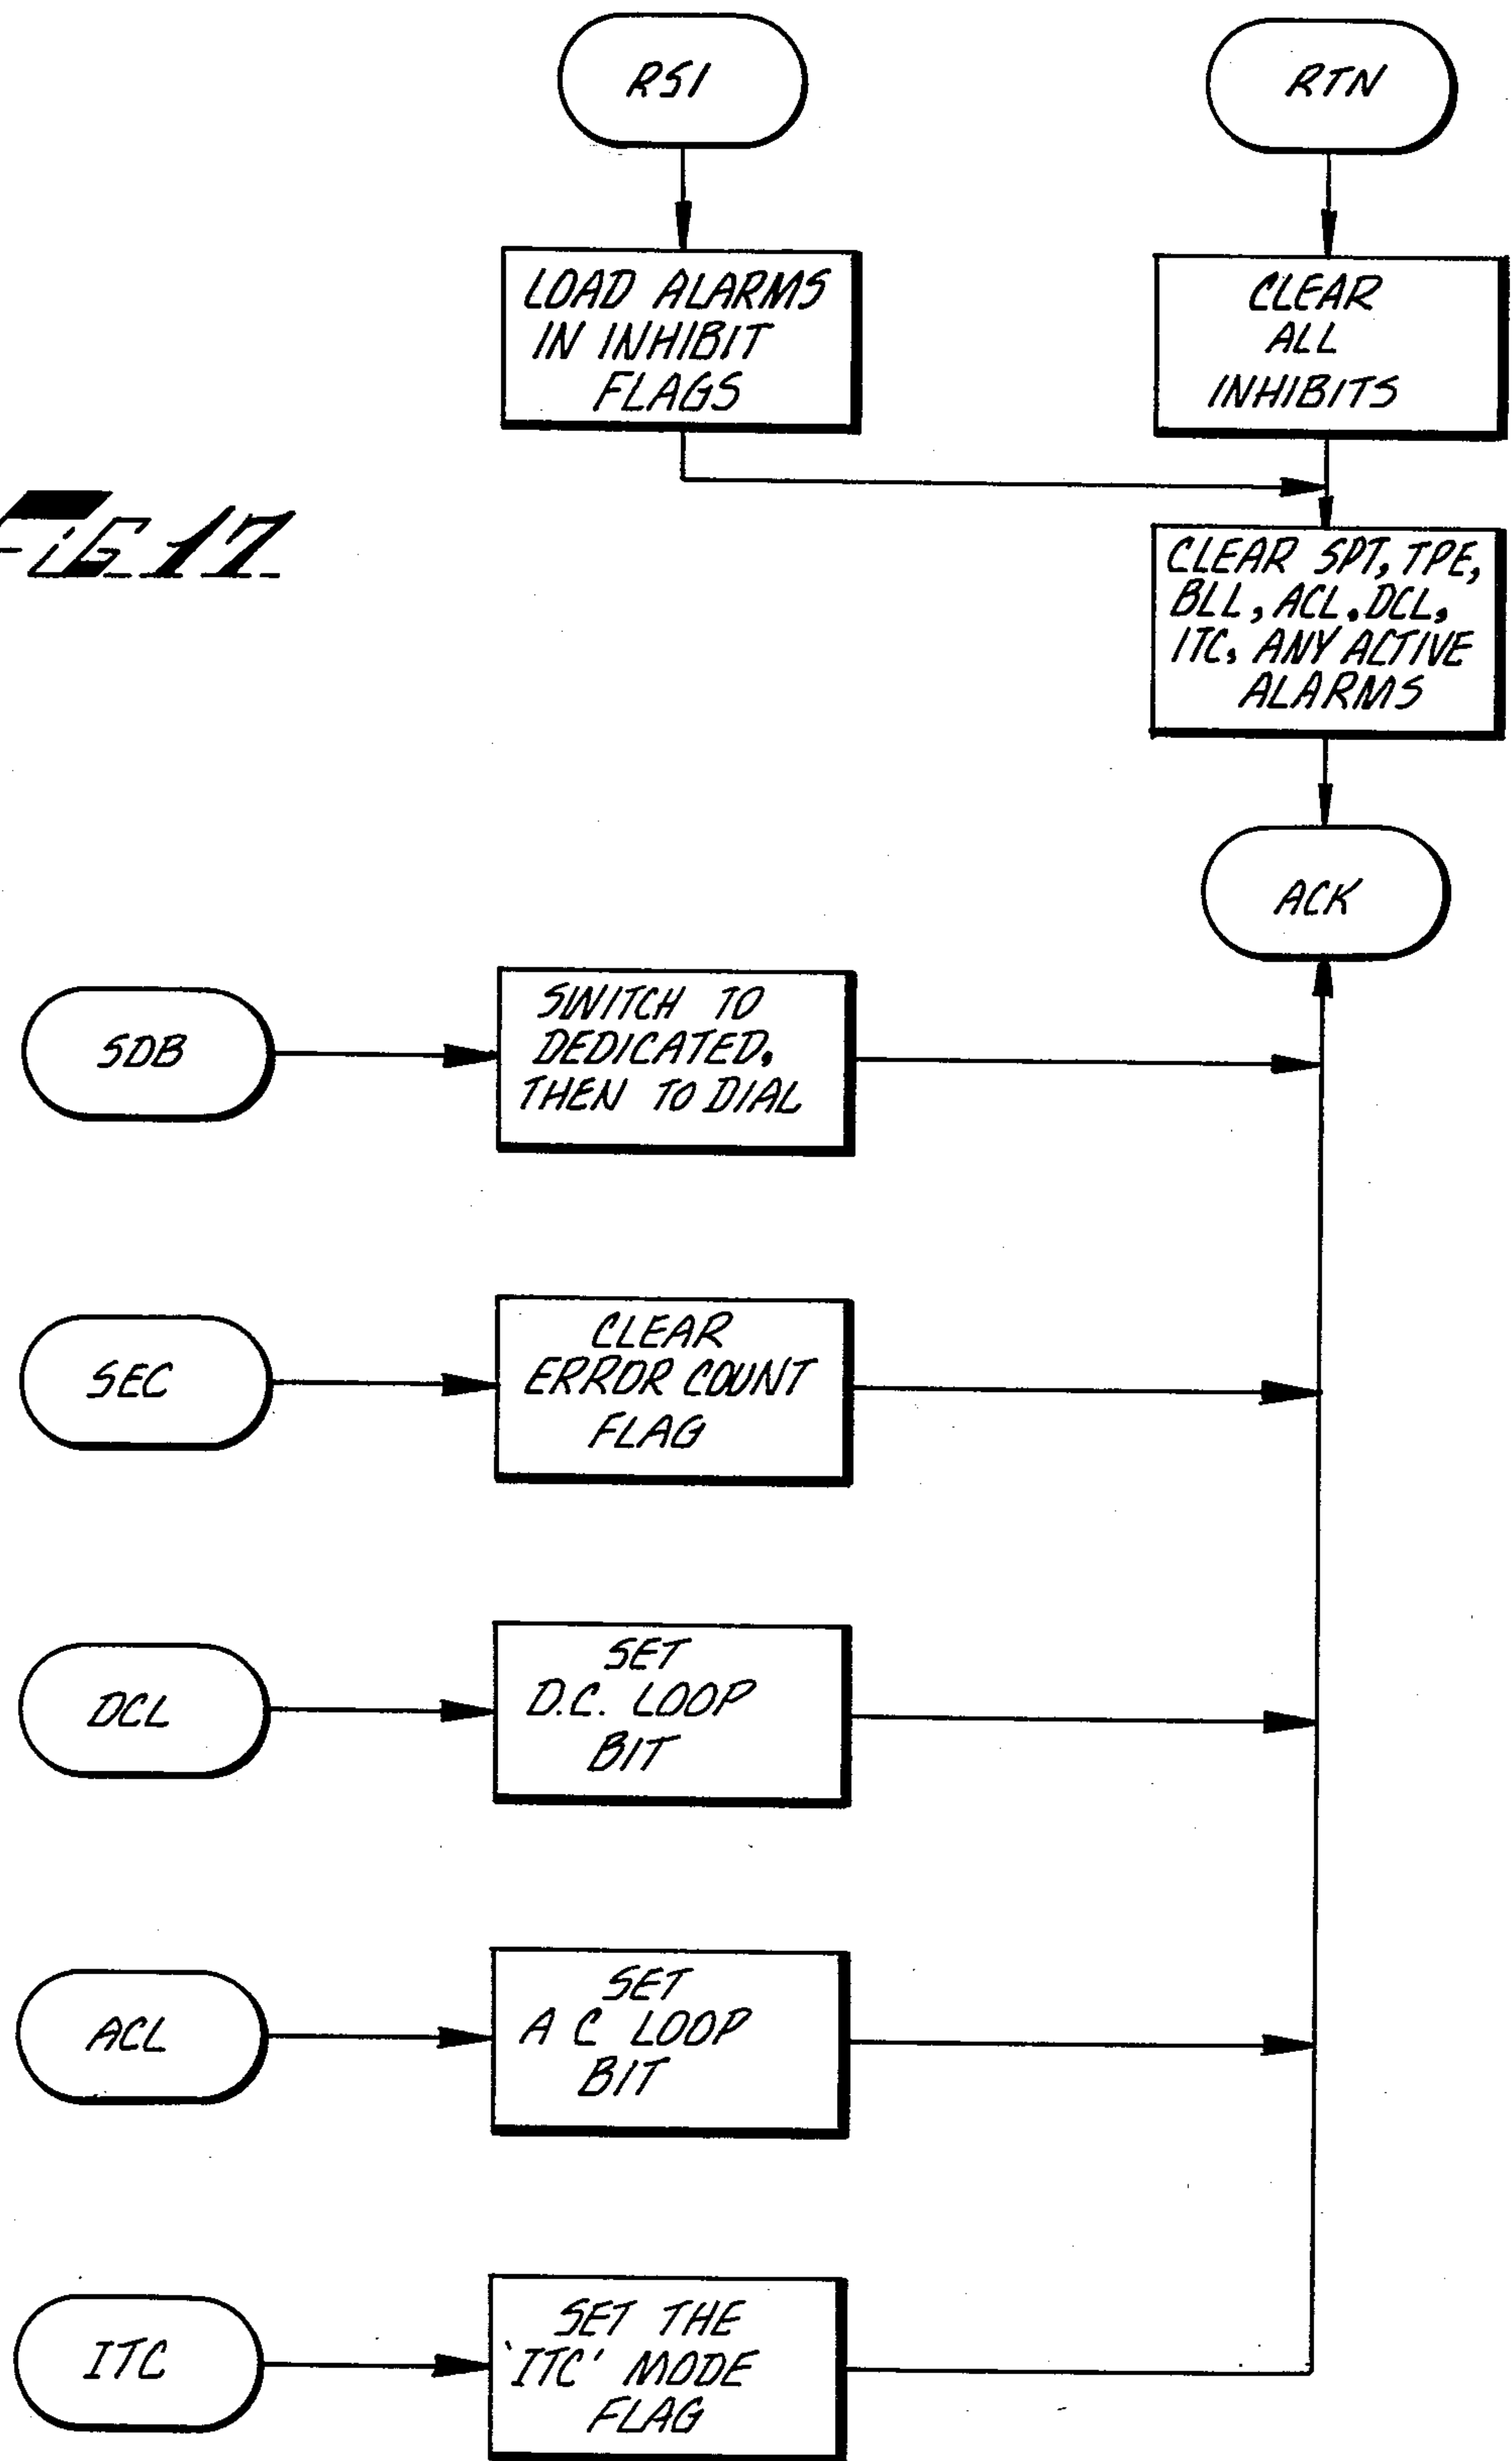 RSI
RTN
LOAD ALARMS
IN INHIBIT
FLAGS
CLEAR
ALL
INHIBITS
FIG 17
CLEAR SPT, TPE,
BLL, ACL, DCL,
ITC, ANY ACTIVE
ALARMS
ACK
SDB
SWITCH TO
DEDICATED,
THEN TO DIAL
SEC
CLEAR
ERROR COUNT
FLAG
DCL
SET
D.C. LOOP
BIT
ACL
SET
A C LOOP
BIT
ITC
SET THE
'ITC' MODE
FLAG